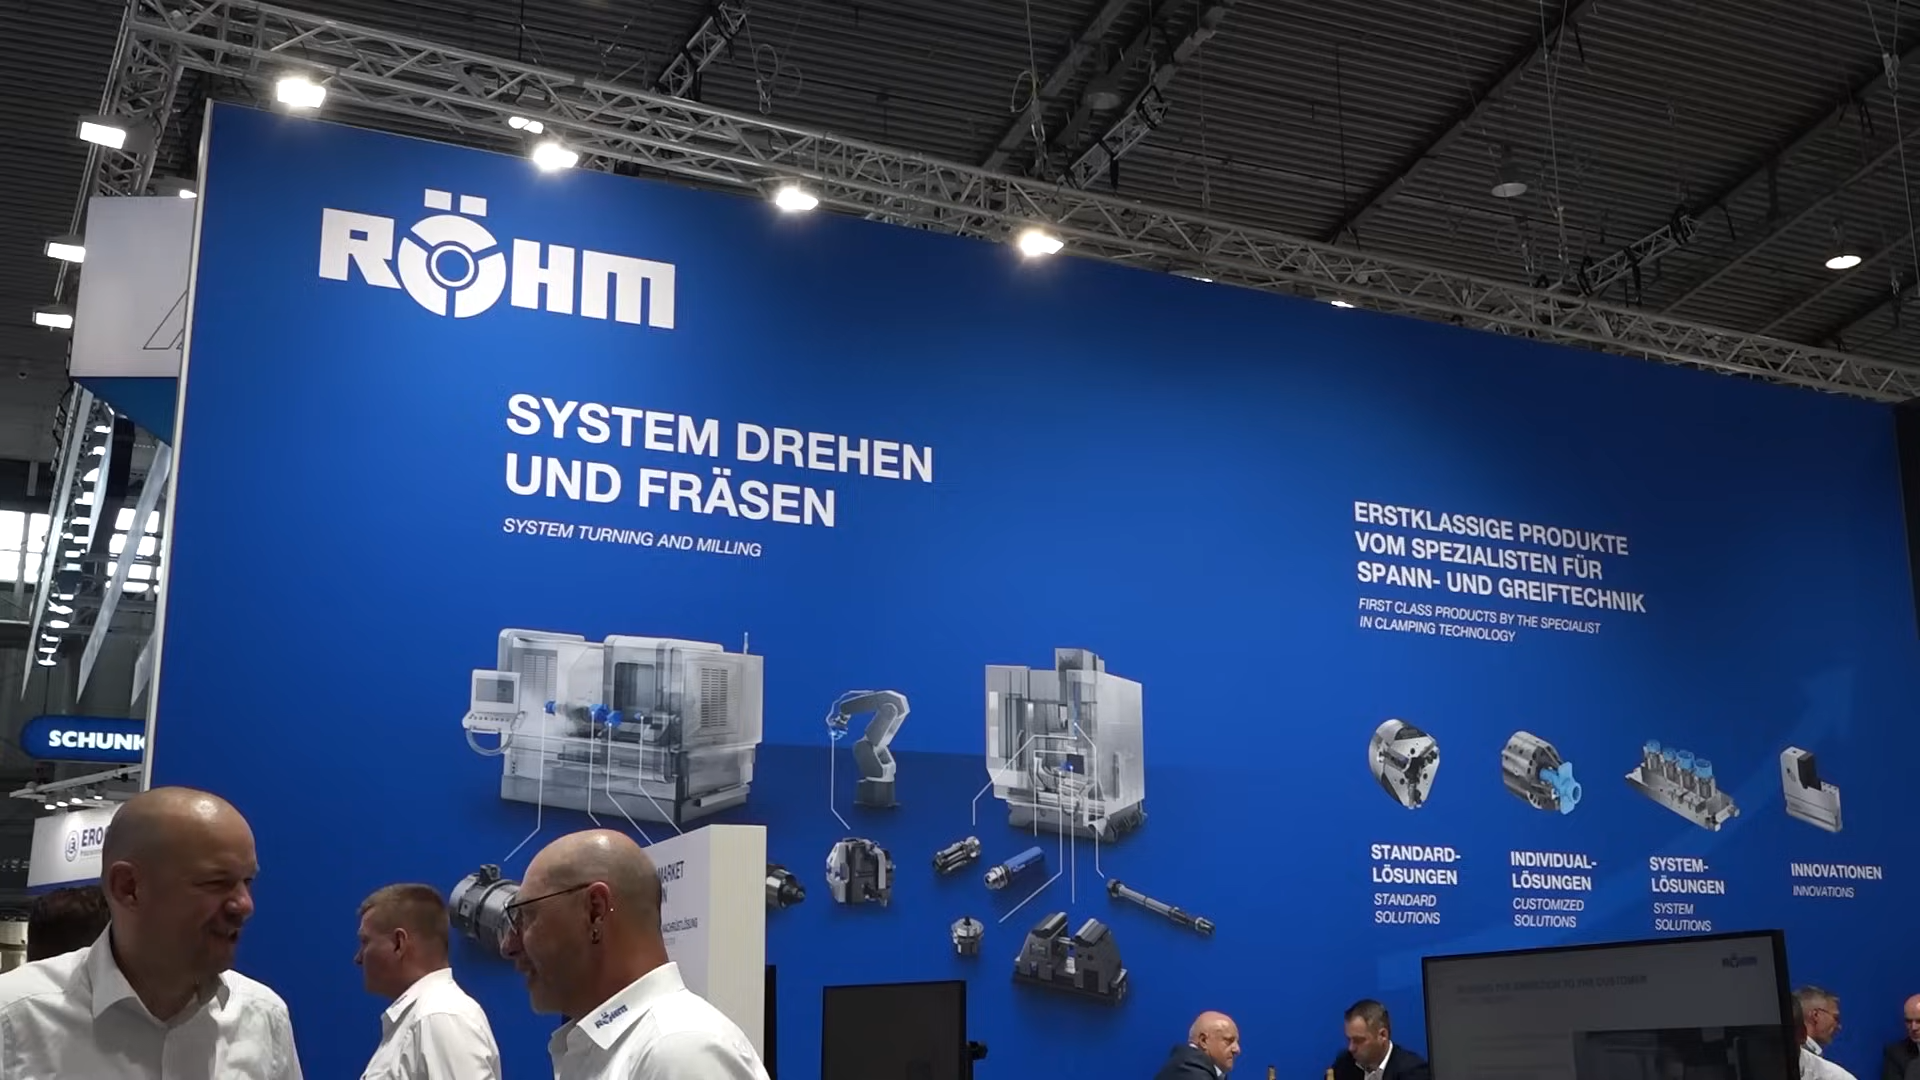 RÖHM
SYSTEM DREHEN
UND FRÄSEN
SYSTEM TURNING AND MILLING
ERSTKLASSIGE PRODUKTE
VOM SPEZIALISTEN FÜR
SPANN- UND GREIFTECHNIK
FIRST CLASS PRODUCTS BY THE SPECIALIST
IN CLAMPING TECHNOLOGY
STANDARD-
LÖSUNGEN
STANDARD
SOLUTIONS
INDIVIDUAL-
LÖSUNGEN
CUSTOMIZED
SOLUTIONS
SYSTEM-
LÖSUNGEN
SYSTEM
SOLUTIONS
INNOVATIONEN
INNOVATIONS
SCHUNK
MARKET
RÖHM
RÖHM